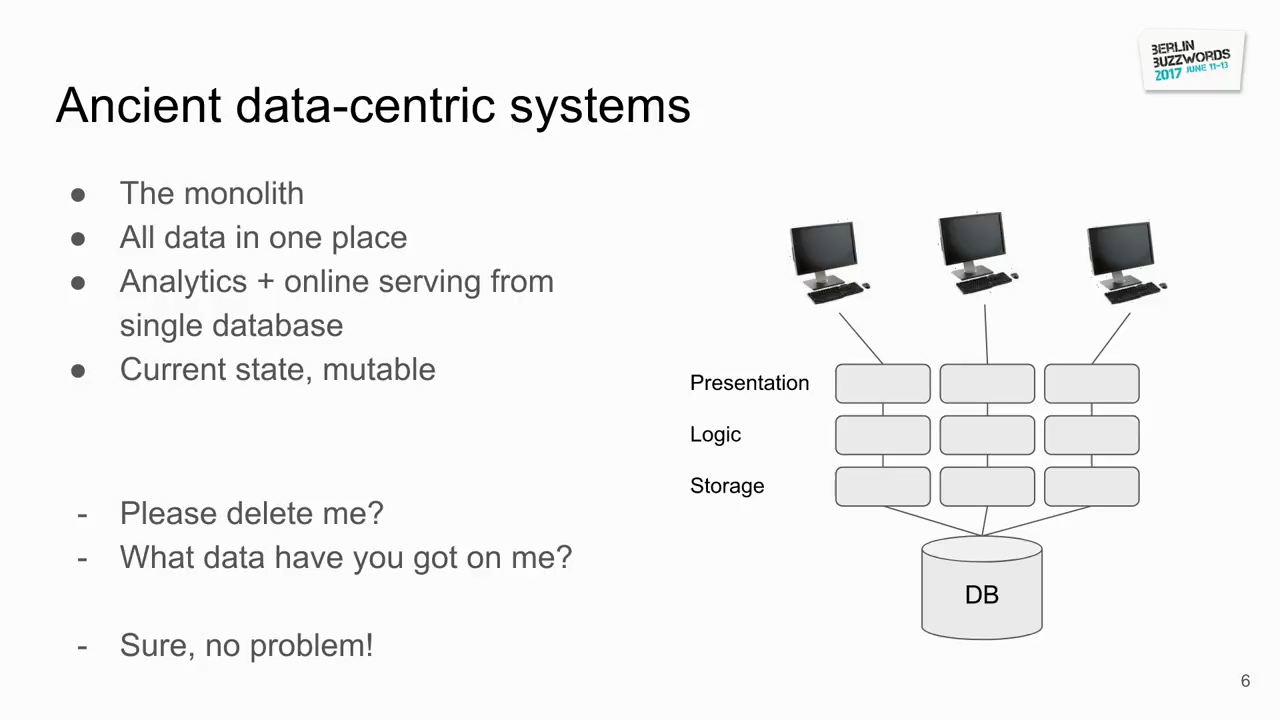 BERLIN
BUZZWORDS
2017 JUNE 11-13
Ancient data-centric systems
● The monolith
● All data in one place
● Analytics + online serving from
single database
● Current state, mutable
- Please delete me?
- What data have you got on me?
- Sure, no problem!
Presentation
Logic
Storage
DB
6